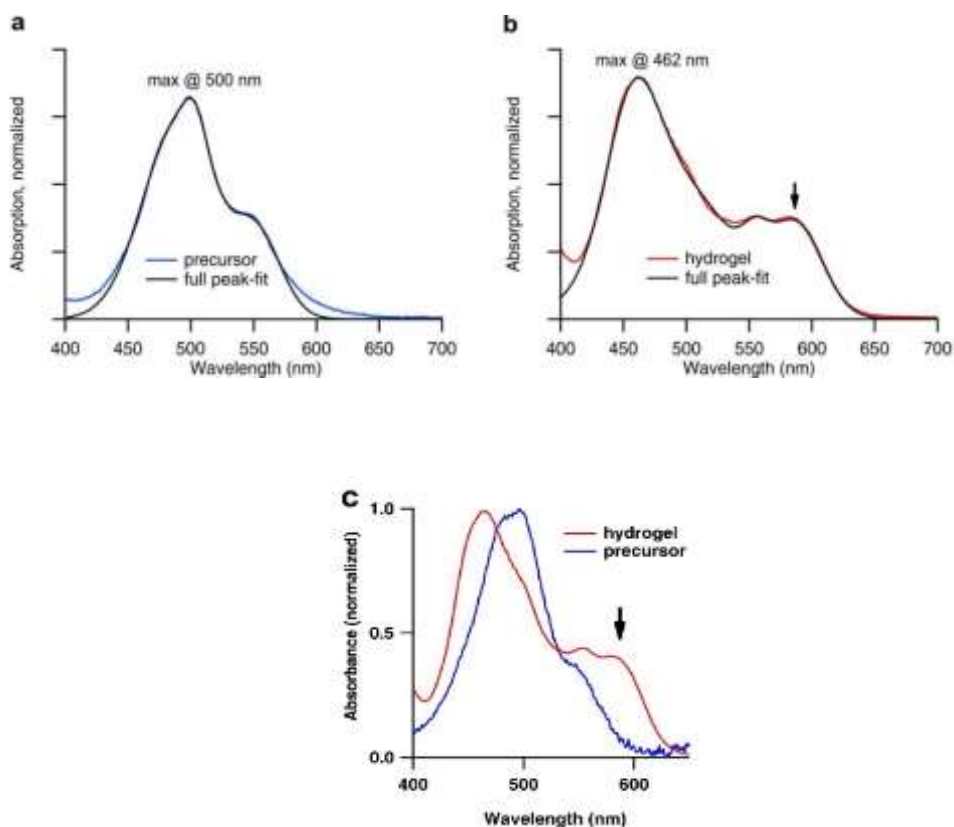 a
max @ 500 nm
Absorption, normalized
precursor
full peak-fit
400 450 500 550 600 650 700
Wavelength (nm)
b
max @ 462 nm
Absorption, normalized
hydrogel
full peak-fit
400 450 500 550 600 650 700
Wavelength (nm)
c
1.0
hydrogel
precursor
0.5
Absorbance (normalized)
0.0
400 500 600
Wavelength (nm)